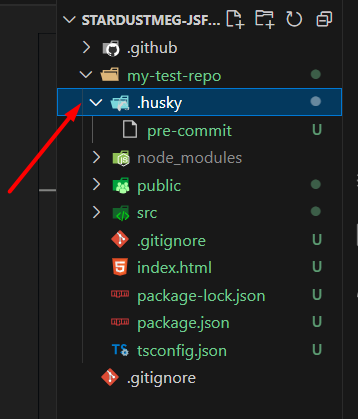 STARDUSTMEG-JSF...
.github
my-test-repo
.husky
pre-commit U
node_modules
public
src
.gitignore U
index.html U
package-lock.json U
package.json U
TS tsconfig.json U
.gitignore